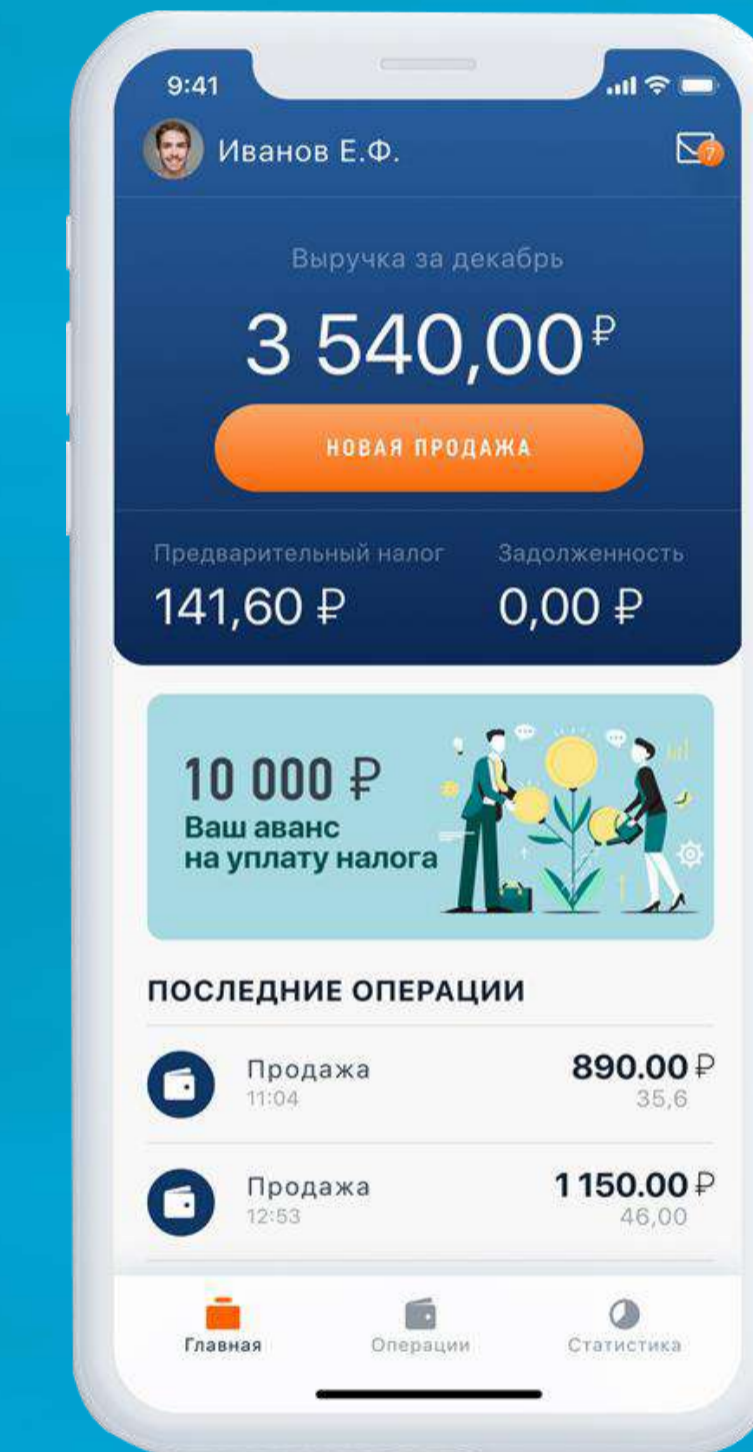 9:41
Иванов Е.Ф.
7
Выручка за декабрь
3 540,00 ₽
НОВАЯ ПРОДАЖА
Предварительный налог
Задолженность
141,60 ₽
0,00 ₽
10 000 ₽
Ваш аванс
на уплату налога
ПОСЛЕДНИЕ ОПЕРАЦИИ
Продажа
890.00 ₽
11:04
35,6
Продажа
1 150.00 ₽
12:53
46,00
Главная
Операции
Статистика